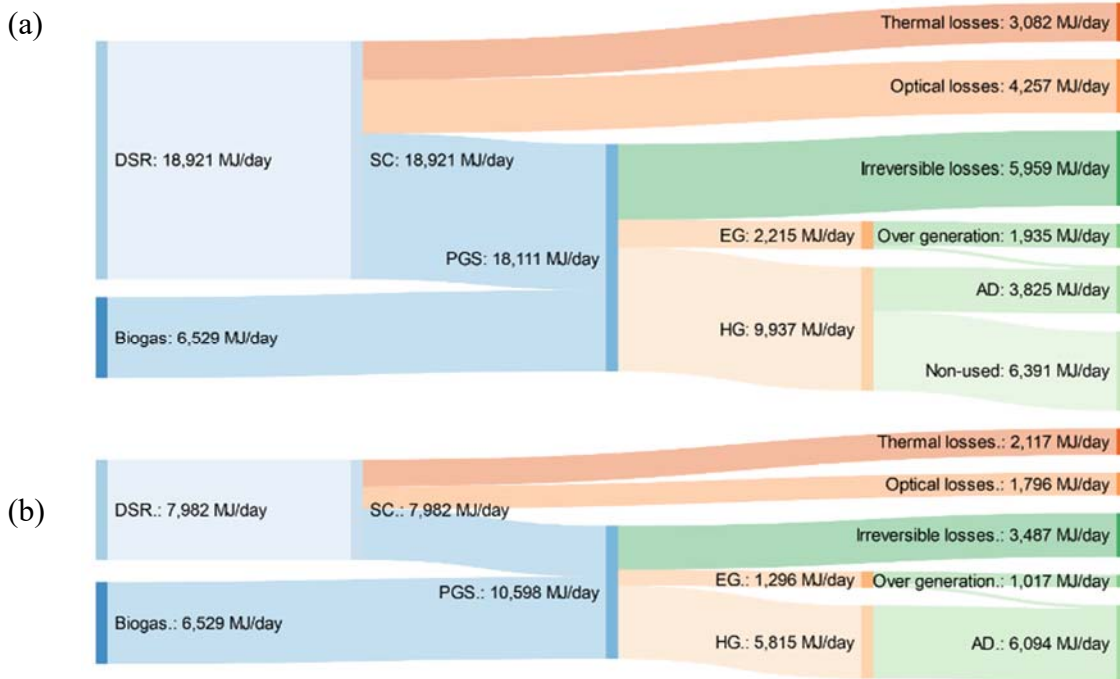 (a)
Thermal losses: 3,082 MJ/day
Optical losses: 4,257 MJ/day
DSR: 18,921 MJ/day
SC: 18,921 MJ/day
Irreversible losses: 5,959 MJ/day
EG: 2,215 MJ/day
Over generation: 1,935 MJ/day
PGS: 18,111 MJ/day
AD: 3,825 MJ/day
HG: 9,937 MJ/day
Biogas: 6,529 MJ/day
Non-used: 6,391 MJ/day
(b)
Thermal losses.: 2,117 MJ/day
Optical losses.: 1,796 MJ/day
DSR.: 7,982 MJ/day
SC.: 7,982 MJ/day
Irreversible losses.: 3,487 MJ/day
EG.: 1,296 MJ/day
Over generation.: 1,017 MJ/day
PGS.: 10,598 MJ/day
Biogas.: 6,529 MJ/day
HG.: 5,815 MJ/day
AD.: 6,094 MJ/day